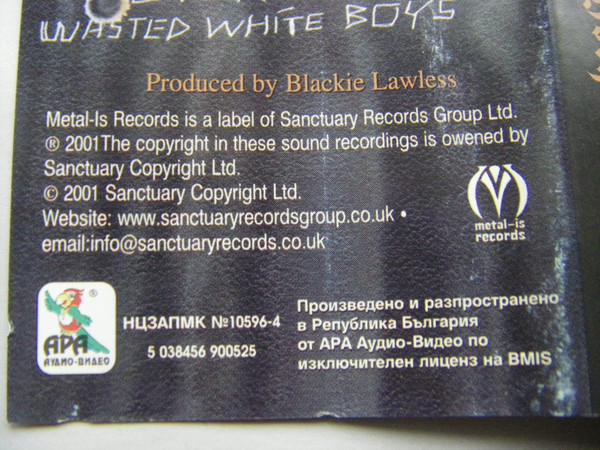 WASTED WHITE BOYS
Produced by Blackie Lawless
Metal-Is Records is a label of Sanctuary Records Group Ltd.
® 2001The copyright in these sound recordings is owened by
Sanctuary Copyright Ltd.
© 2001 Sanctuary Copyright Ltd.
Website: www.sanctuaryrecordsgroup.co.uk •
email:info@sanctuaryrecords.co.uk
metal-is
records
®
АРА
АУДИО-ВИДЕО
НЦЗАПМК №10596-4
5 038456 900525
Произведено и разпространено
в Република България
от АРА Аудио-Видео по
изключителен лиценз на BMIS